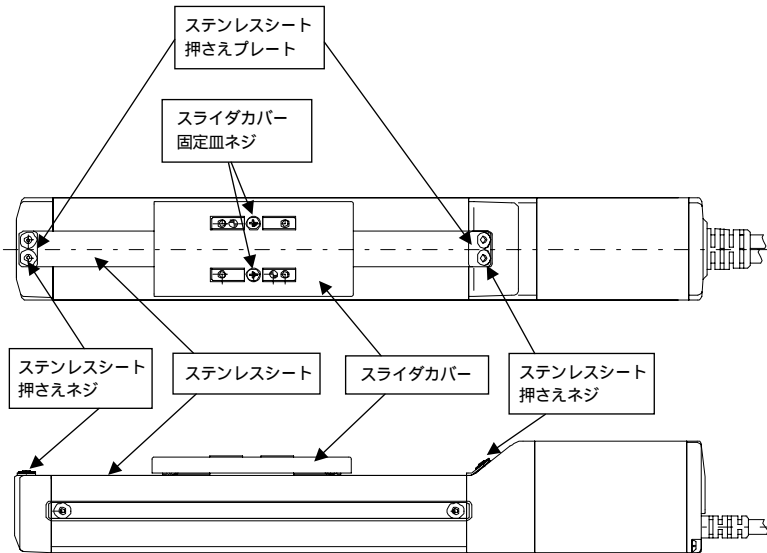 ステンレスシート
押さえプレート
スライダカバー
固定皿ネジ
ステンレスシート
押さえネジ
ステンレスシート
スライダカバー
ステンレスシート
押さえネジ